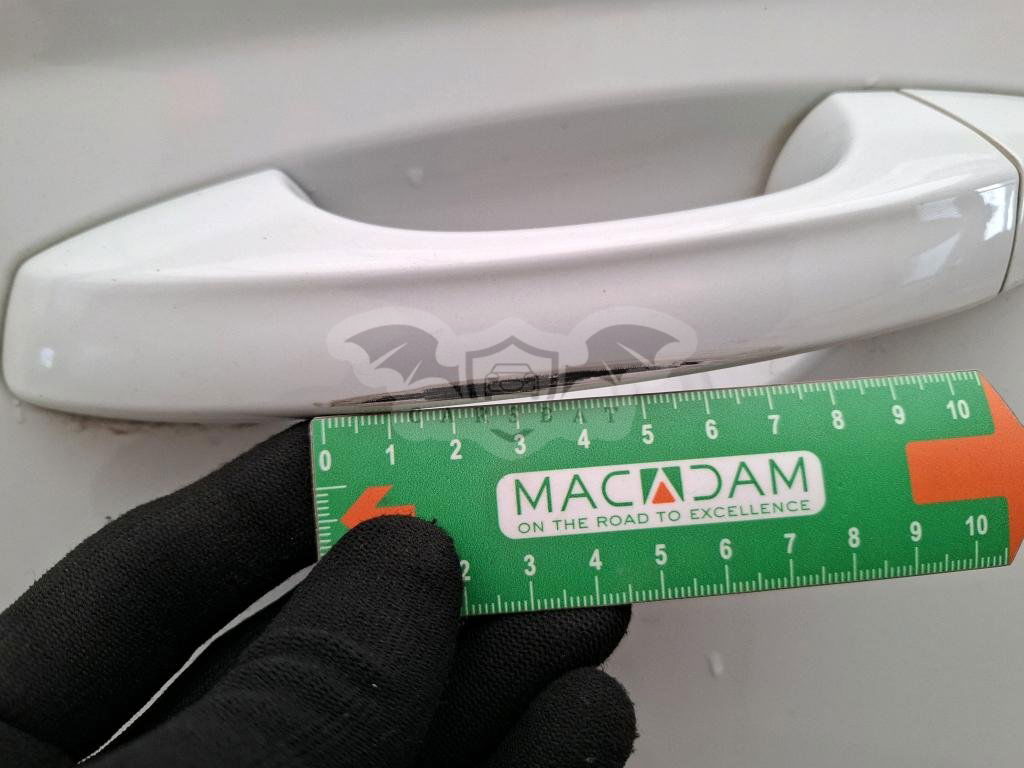 CARSBAT
0 1 2 3 4 5 6 7 8 9 10
MACADAM
ON THE ROAD TO EXCELLENCE
2 3 4 5 6 7 8 9 10